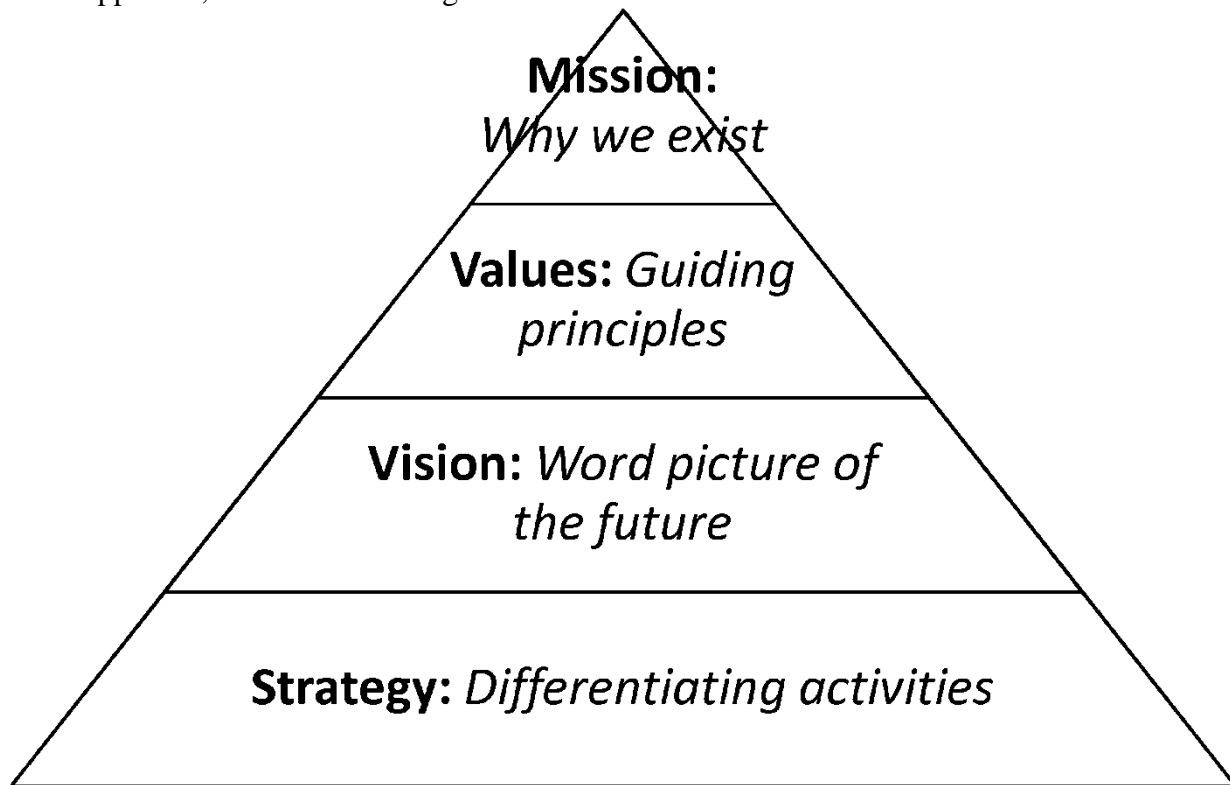 Mission:
Why we exist
Values: Guiding
principles
Vision: Word picture of
the future
Strategy: Differentiating activities